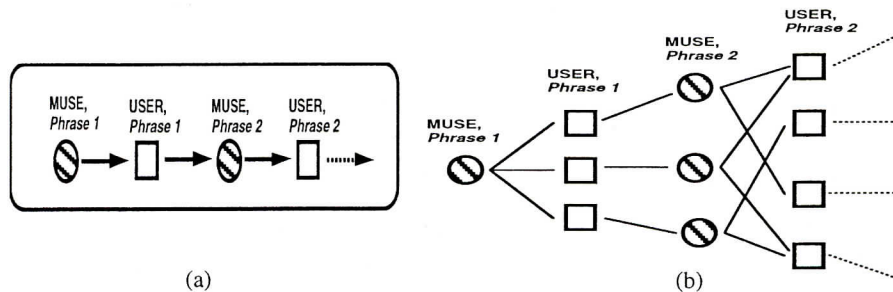 MUSE,
Phrase 1
USER,
Phrase 1
MUSE,
Phrase 2
USER,
Phrase 2
(a)
MUSE,
Phrase 1
USER,
Phrase 1
MUSE,
Phrase 2
USER,
Phrase 2
(b)